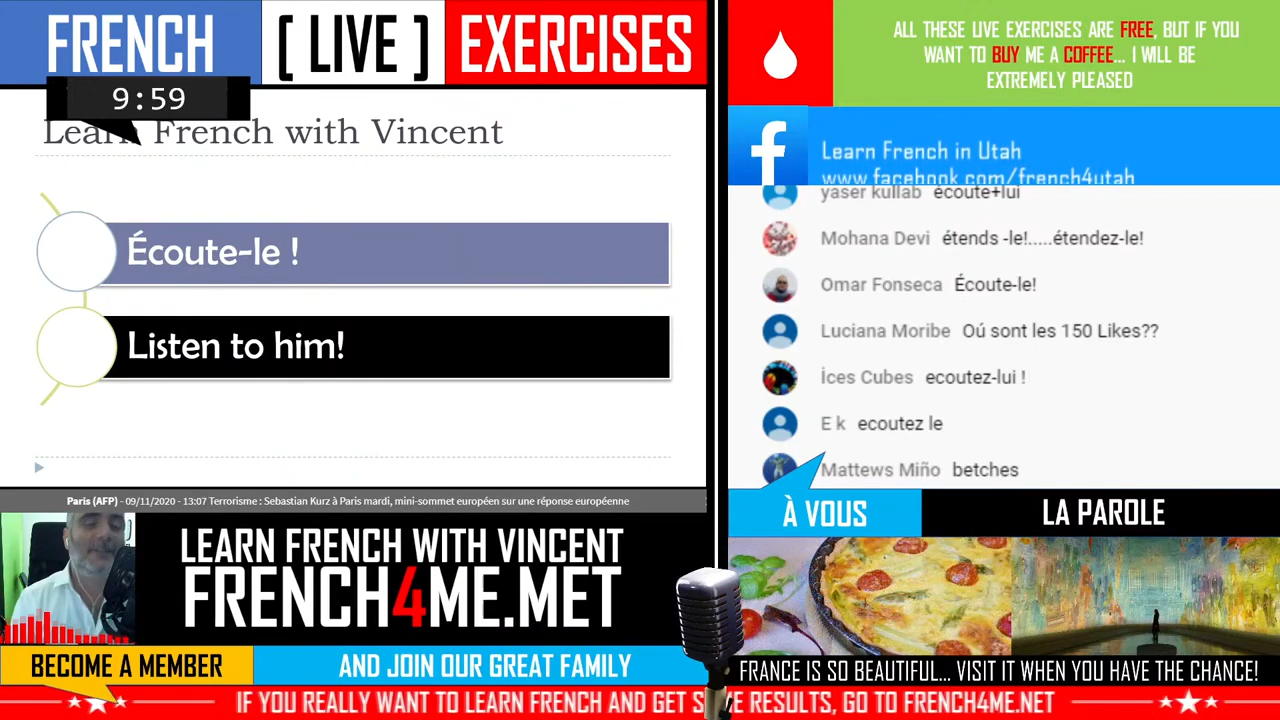 FRENCH [ LIVE ] EXERCISES
9:59
Learn French with Vincent
Écoute-le !
Listen to him!
Paris (AFP) - 09/11/2020 - 13:07 Terrorisme : Sebastian Kurz à Paris mardi, mini-sommet européen sur une réponse européenne
LEARN FRENCH WITH VINCENT
FRENCH4ME.MET
BECOME A MEMBER
AND JOIN OUR GREAT FAMILY
ALL THESE LIVE EXERCISES ARE FREE, BUT IF YOU
WANT TO BUY ME A COFFEE... I WILL BE
EXTREMELY PLEASED
f
Learn French in Utah
www.facebook.com/french4utah
yaser kullab écoute+lui
Mohana Devi étends -le!.....étendez-le!
Omar Fonseca Écoute-le!
Luciana Moribe Oú sont les 150 Likes??
İces Cubes ecoutez-lui !
E k ecoutez le
Mattews Miño betches
À VOUS
LA PAROLE
FRANCE IS SO BEAUTIFUL... VISIT IT WHEN YOU HAVE THE CHANCE!
IF YOU REALLY WANT TO LEARN FRENCH AND GET SOME RESULTS, GO TO FRENCH4ME.NET